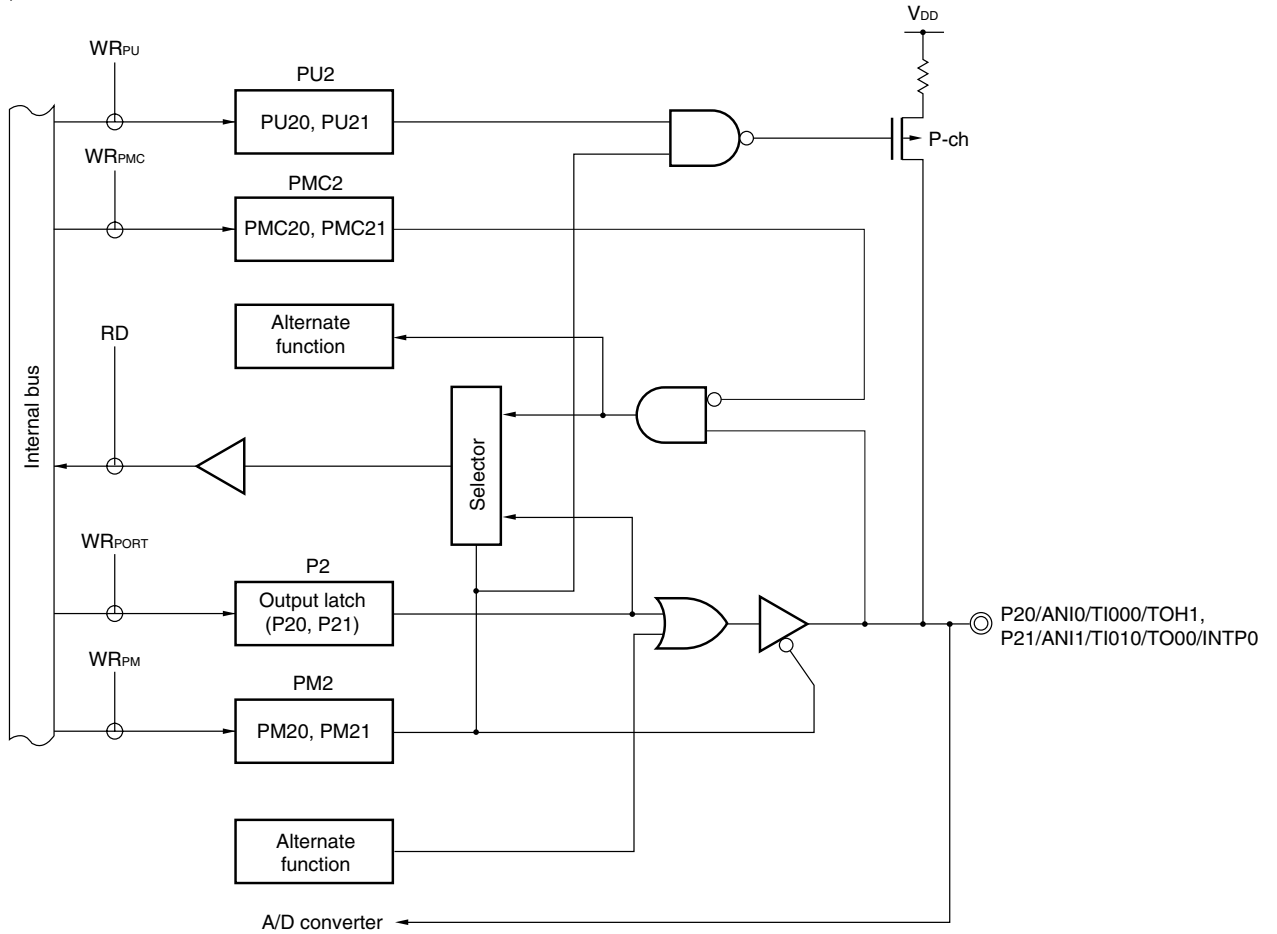 VDD
WRPU
PU2
PU20, PU21
P-ch
WRPMC
PMC2
PMC20, PMC21
Alternate
function
RD
Internal bus
Selector
WRPORT
P2
Output latch
(P20, P21)
P20/ANI0/TI000/TOH1,
P21/ANI1/TI010/TO00/INTP0
WRPM
PM2
PM20, PM21
Alternate
function
A/D converter